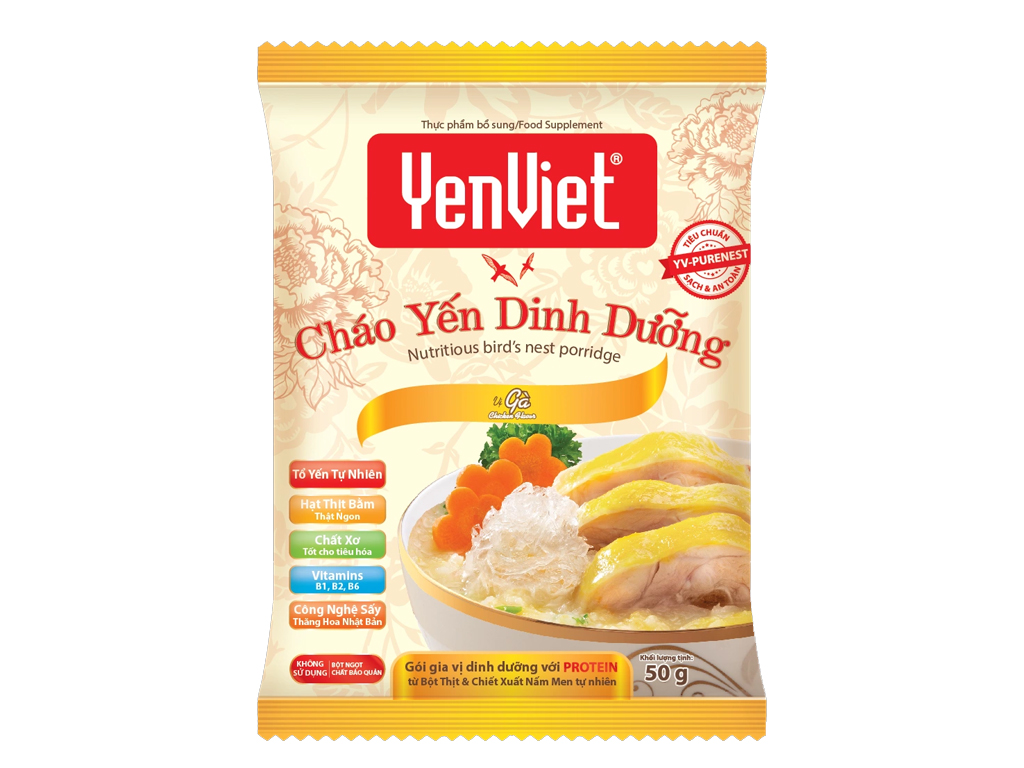 Thực phẩm bổ sung/Food Supplement
YenViet®
TIÊU CHUẨN
YV-PURENEST
SẠCH & AN TOÀN
Cháo Yến Dinh Dưỡng
Nutritious bird's nest porridge
Vị Gà
Chicken flavor
Tổ Yến Tự Nhiên
Hạt Thịt Bằm
Thật Ngon
Chất Xơ
Tốt cho tiêu hóa
Vitamins
B1, B2, B6
Công Nghệ Sấy
Thăng Hoa Nhật Bản
KHÔNG SỬ DỤNG
BỘT NGỌT
CHẤT BẢO QUẢN
Gói gia vị dinh dưỡng với PROTEIN
từ Bột Thịt & Chiết Xuất Nấm Men tự nhiên
Khối lượng tịnh:
50 g